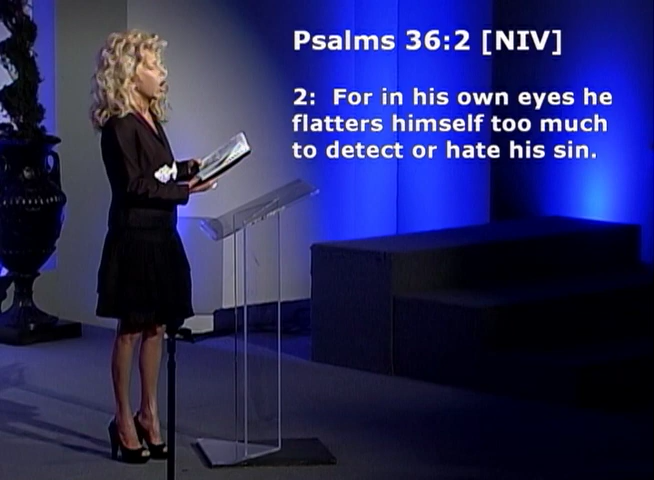 Psalms 36:2 [NIV]
2: For in his own eyes he
flatters himself too much
to detect or hate his sin.